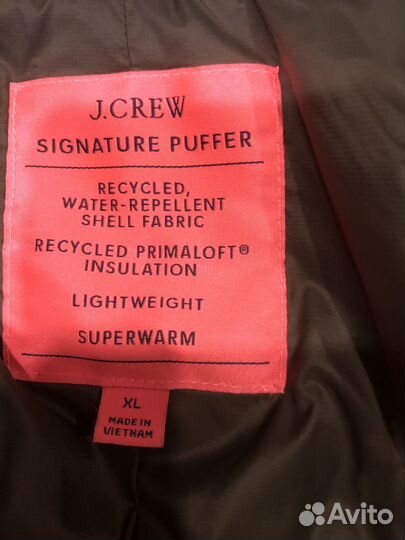 J.CREW
SIGNATURE PUFFER
RECYCLED,
WATER-REPELLENT
SHELL FABRIC
RECYCLED PRIMALOFT®
INSULATION
LIGHTWEIGHT
SUPERWARM
XL
MADE IN
VIETNAM
Avito